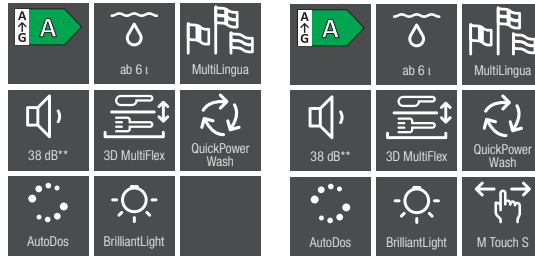 A
↑
G
A
ab 6 l
MultiLingua
38 dB**
3D MultiFlex
QuickPower
Wash
AutoDos
BrilliantLight
A
↑
G
A
ab 6 l
MultiLingua
38 dB**
3D MultiFlex
QuickPower
Wash
AutoDos
BrilliantLight
M Touch S